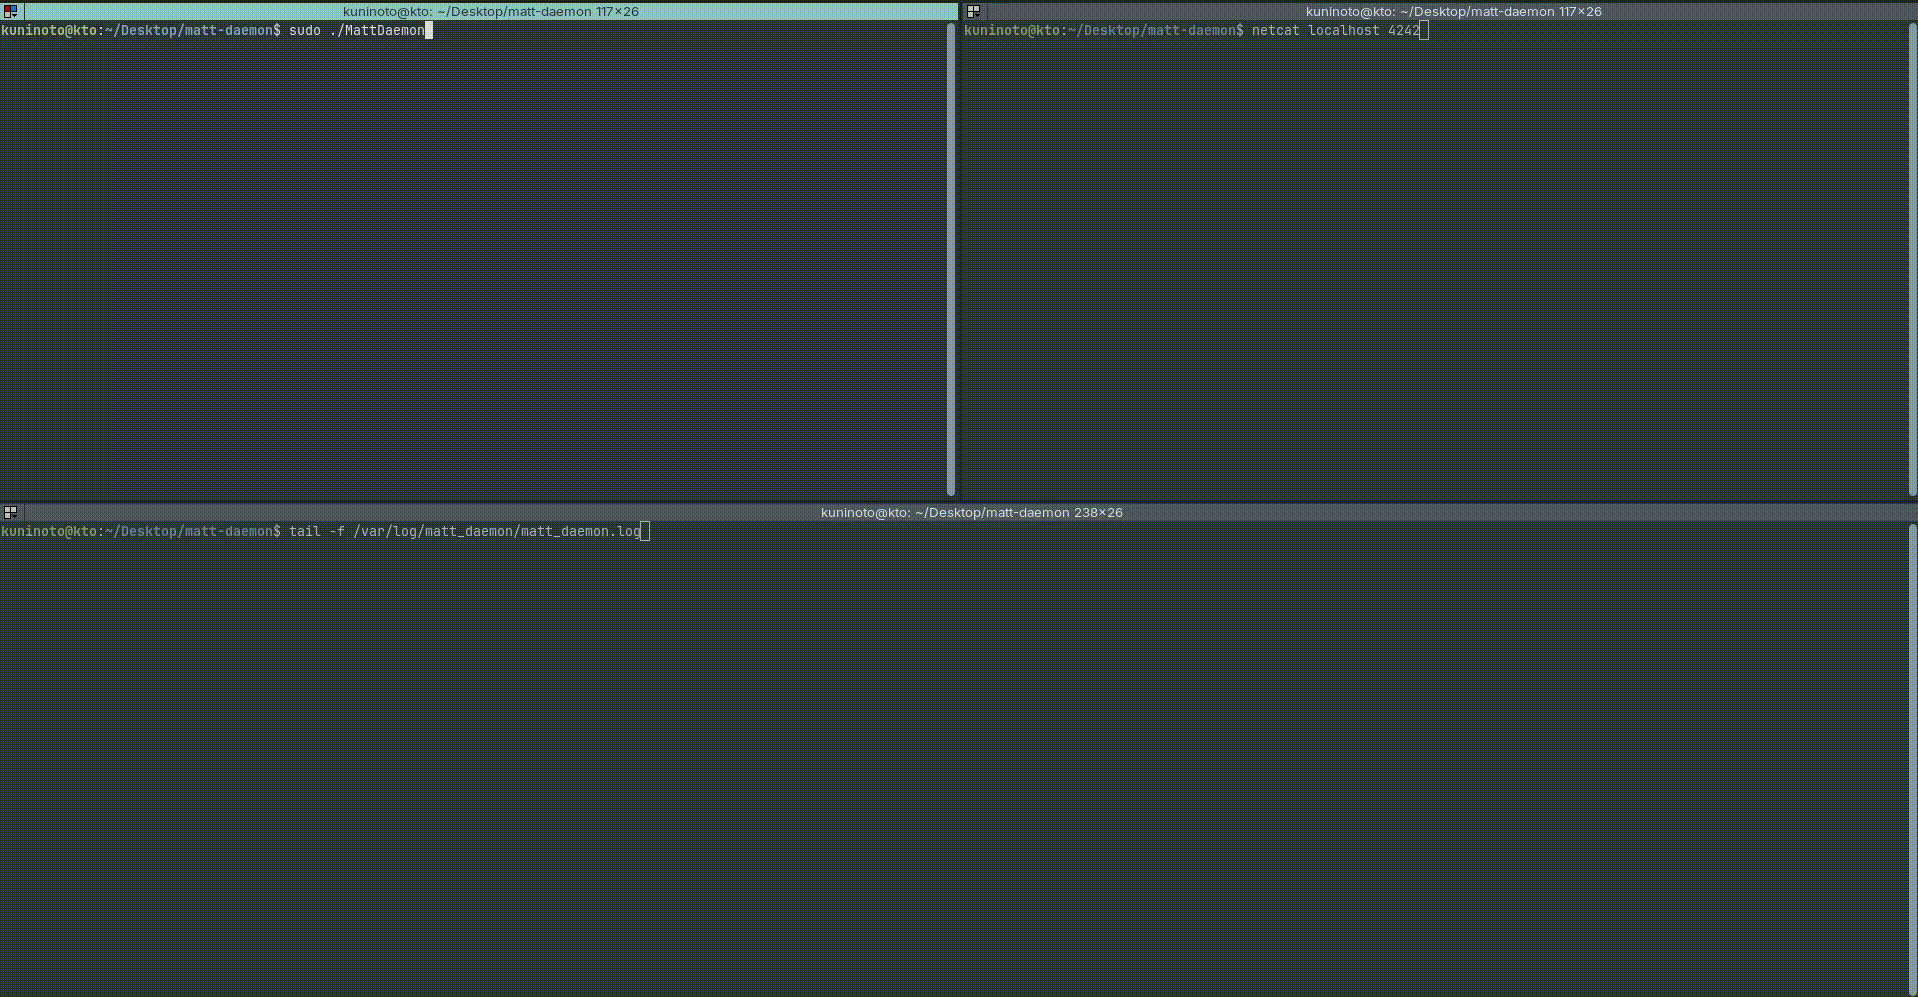 kuninoto@kto: ~/Desktop/matt-daemon 117×26
kuninoto@kto:~/Desktop/matt-daemon$ sudo ./MattDaemon
kuninoto@kto: ~/Desktop/matt-daemon 117×26
kuninoto@kto:~/Desktop/matt-daemon$ netcat localhost 4242
kuninoto@kto: ~/Desktop/matt-daemon 238×26
kuninoto@kto:~/Desktop/matt-daemon$ tail -f /var/log/matt_daemon/matt_daemon.log